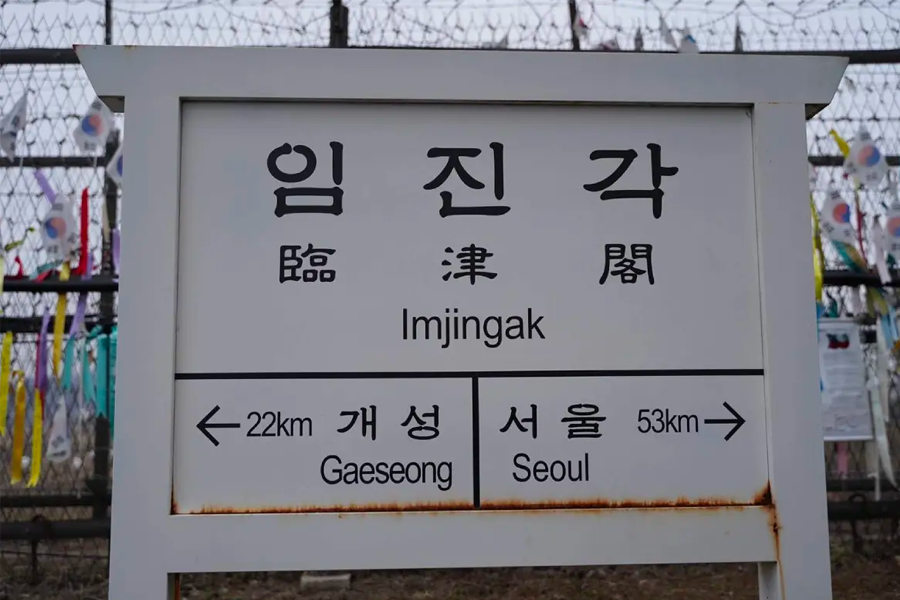 임진각
臨津閣
Imjingak
← 22km 개성
Gaeseong
서울 53km →
Seoul